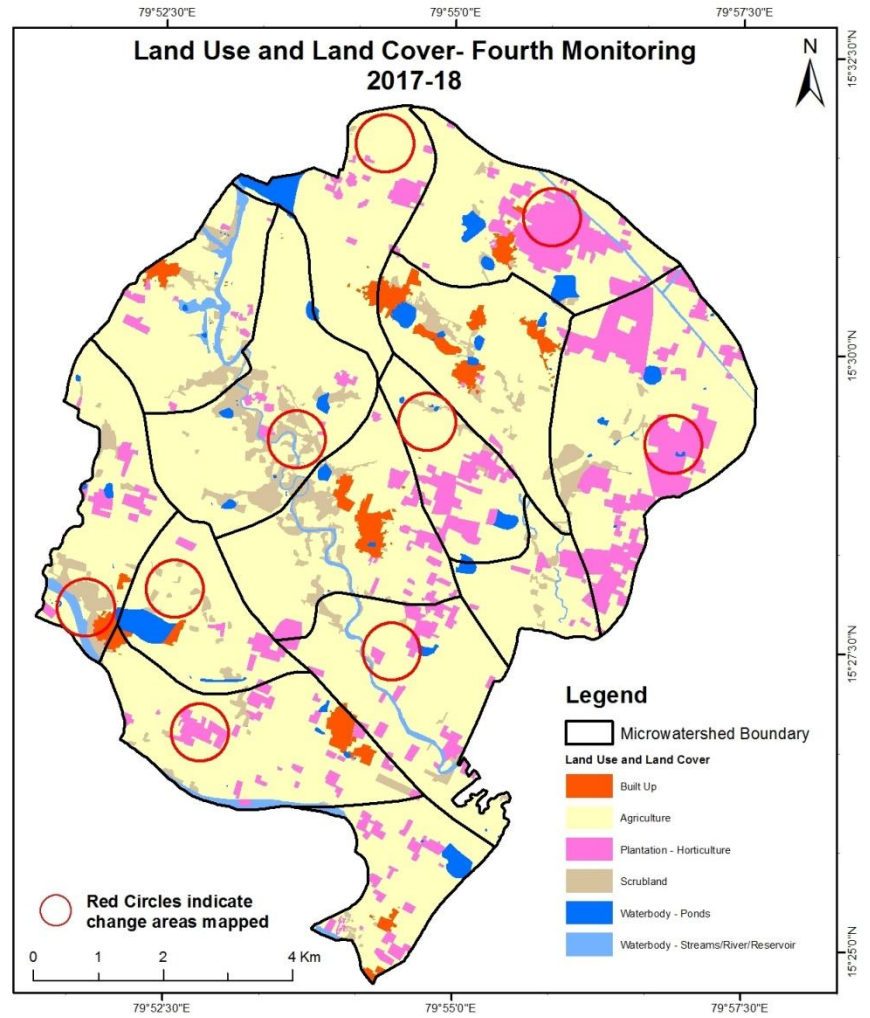 79°52'30"E 79°55'0"E 79°57'30"E
Land Use and Land Cover- Fourth Monitoring
2017-18
N
15°32'30"N
15°30'0"N
15°27'30"N
Legend
Microwatershed Boundary
Land Use and Land Cover
Built Up
Agriculture
Plantation - Horticulture
Scrubland
Waterbody - Ponds
Waterbody - Streams/River/Reservoir
Red Circles indicate
change areas mapped
0 1 2 4 Km
15°25'0"N
79°52'30"E 79°55'0"E 79°57'30"E